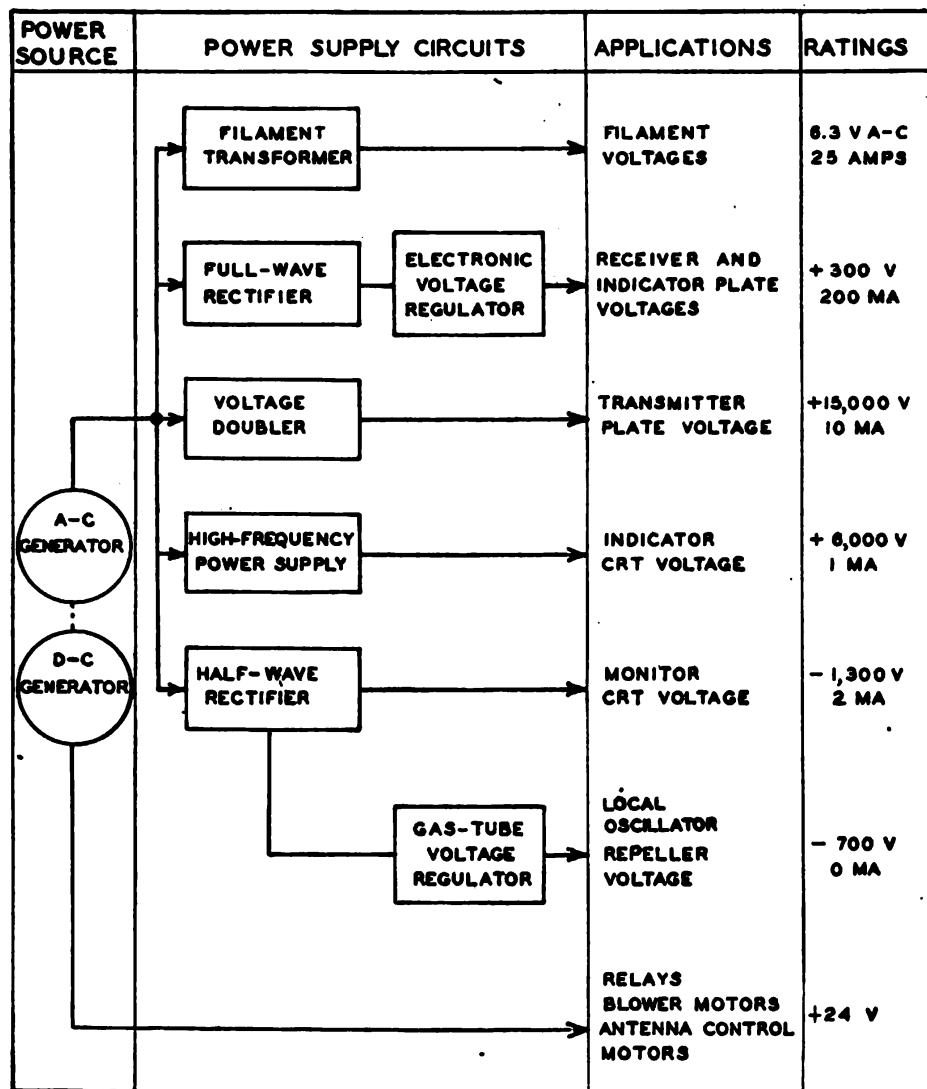 POWER SOURCE
POWER SUPPLY CIRCUITS
APPLICATIONS
RATINGS
FILAMENT
TRANSFORMER
FILAMENT
VOLTAGES
6.3 V A-C
25 AMPS
FULL-WAVE
RECTIFIER
ELECTRONIC
VOLTAGE
REGULATOR
RECEIVER AND
INDICATOR PLATE
VOLTAGES
+300 V
200 MA
VOLTAGE
DOUBLER
TRANSMITTER
PLATE VOLTAGE
+15,000 V
10 MA
A-C
GENERATOR
HIGH-FREQUENCY
POWER SUPPLY
INDICATOR
CRT VOLTAGE
+ 6,000 V
1 MA
D-C
GENERATOR
HALF-WAVE
RECTIFIER
MONITOR
CRT VOLTAGE
- 1,300 V
2 MA
GAS-TUBE
VOLTAGE
REGULATOR
LOCAL
OSCILLATOR
REPELLER
VOLTAGE
- 700 V
0 MA
RELAYS
BLOWER MOTORS
ANTENNA CONTROL
MOTORS
+24 V